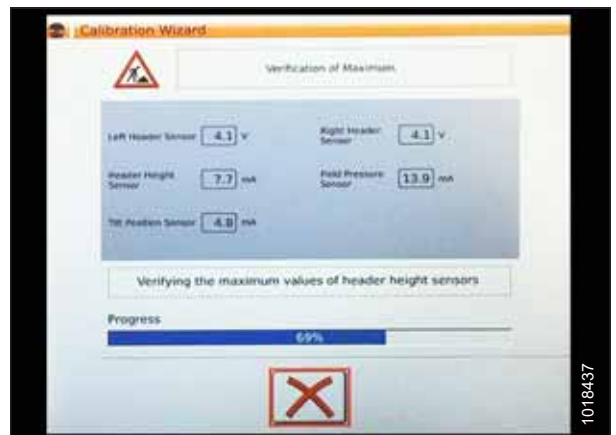 Calibration Wizard
Verification of Maximum
Left Header Sensor 4.1 V
Right Header
Sensor 4.1 V
Header Height
Sensor 7.7 mA
Field Pressure
Sensor 13.9 mA
Tilt Position Sensor 4.8 mA
Verifying the maximum values of header height sensors
Progress
69%
1018437